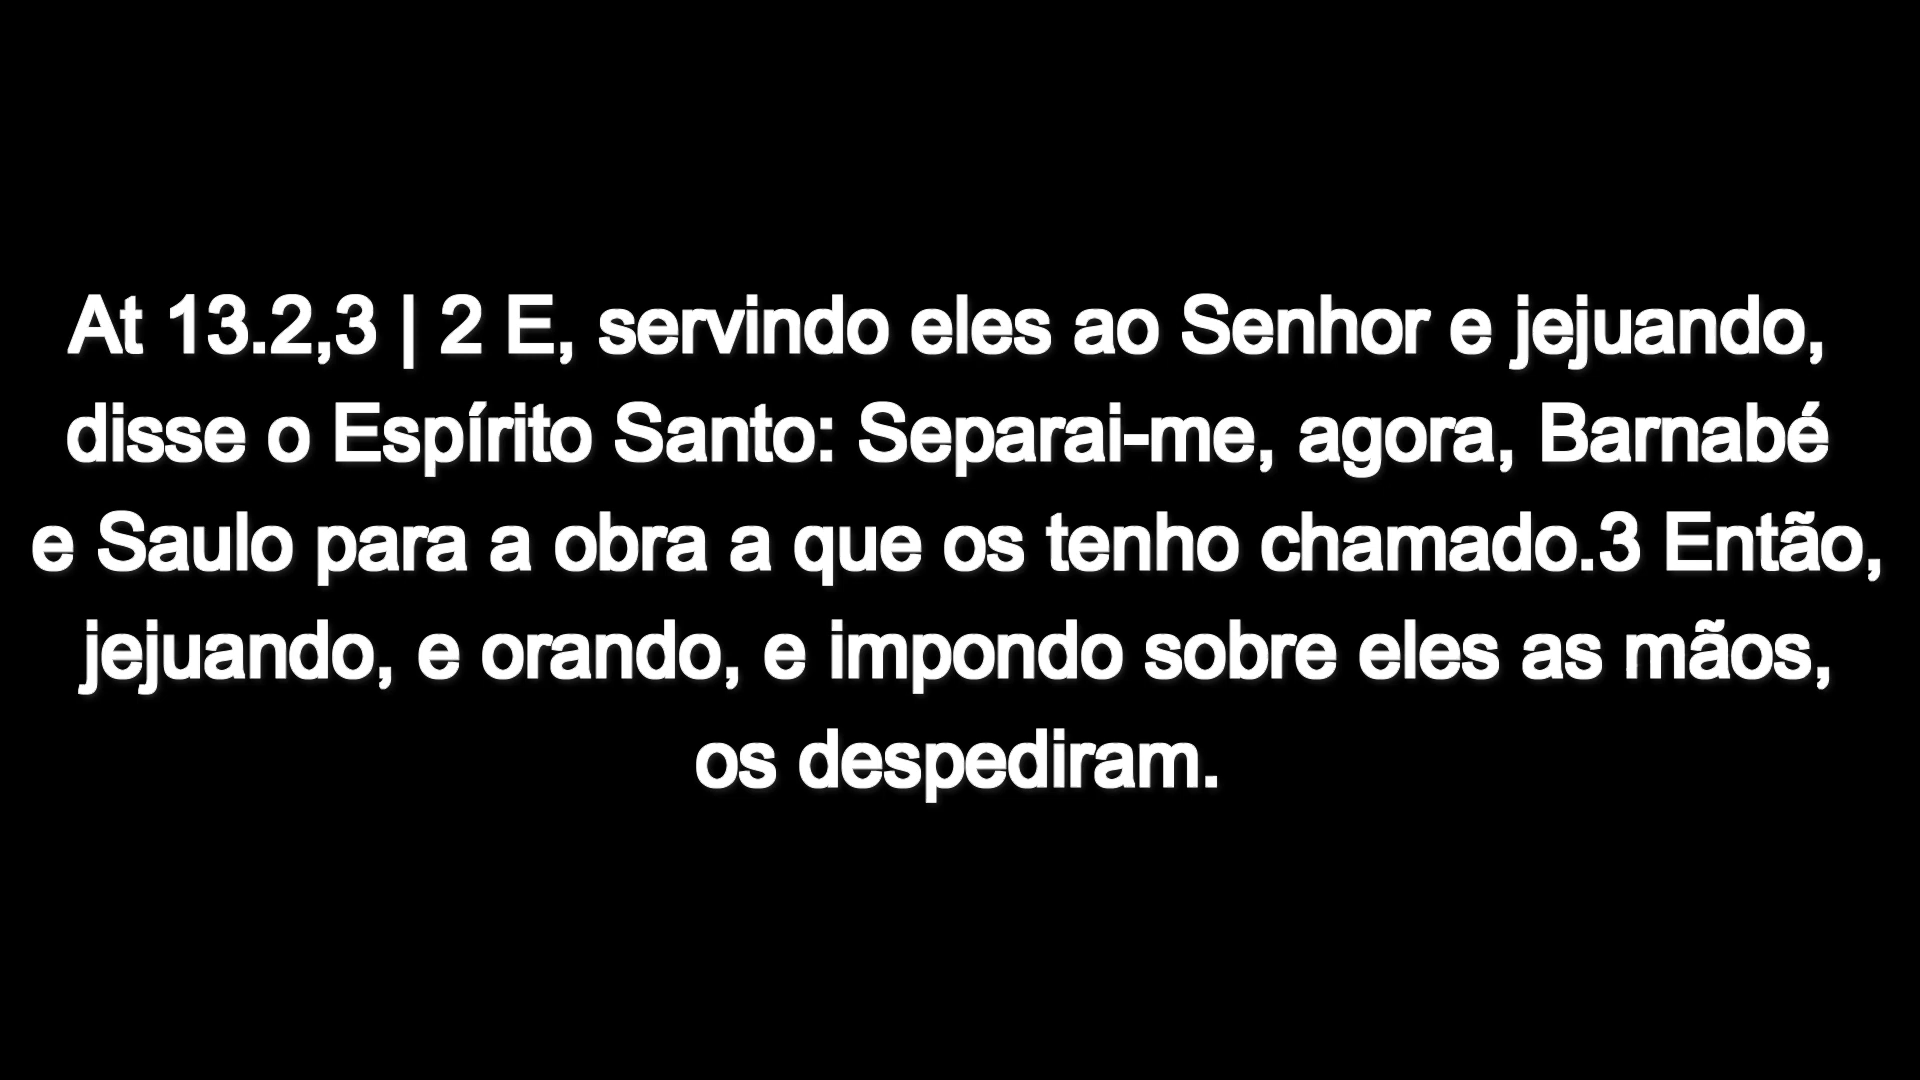 At 13.2,3 | 2 E, servindo eles ao Senhor e jejuando,
disse o Espírito Santo: Separai-me, agora, Barnabé
e Saulo para a obra a que os tenho chamado.3 Então,
jejuando, e orando, e impondo sobre eles as mãos,
os despediram.